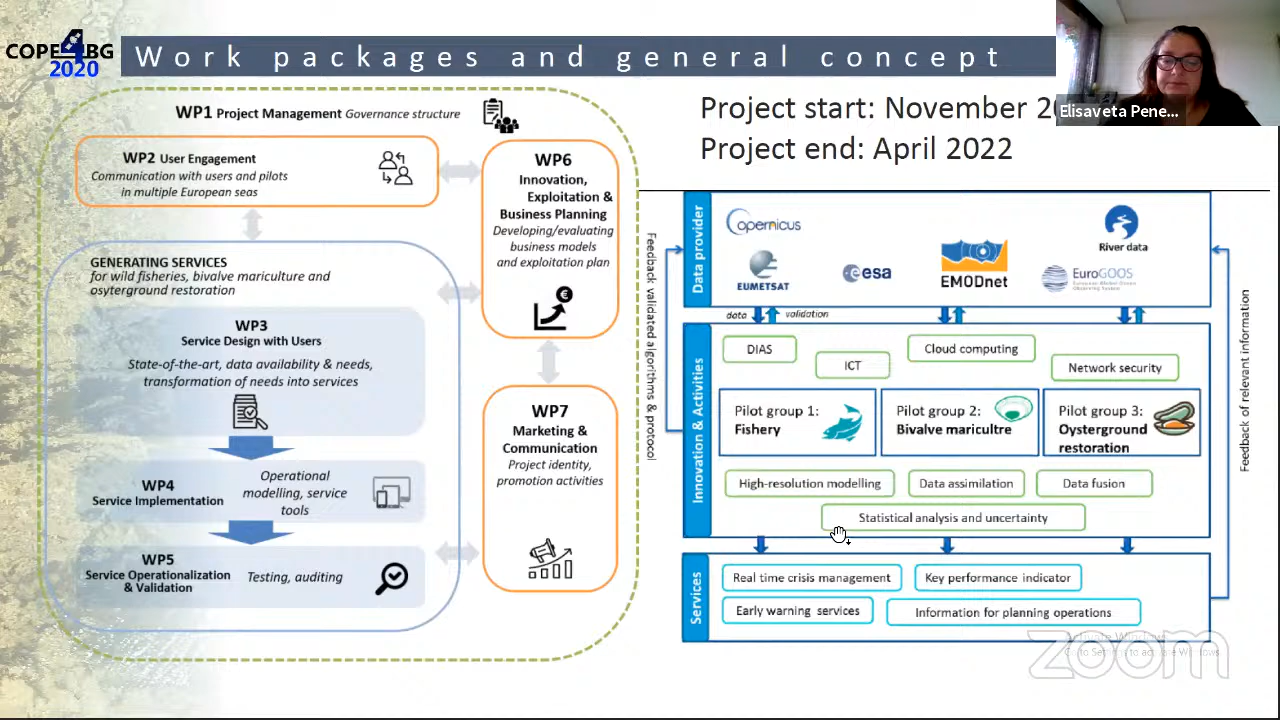 COPE4BG
2020
Work packages and general concept
Elisaveta Pene...
Project start: November
Project end: April 2022
WP1 Project Management Governance structure
WP2 User Engagement
Communication with users and pilots
in multiple European seas
WP6
Innovation,
Exploitation &
Business Planning
Developing/evaluating
business models
and exploitation plan
GENERATING SERVICES
for wild fisheries, bivalve mariculture and
osyterground restoration
WP3
Service Design with Users
State-of-the-art, data availability & needs,
transformation of needs into services
WP4
Service Implementation
Operational
modelling, service
tools
WP5
Service Operationalization
& Validation
Testing, auditing
WP7
Marketing &
Communication
Project identity,
promotion activities
Feedback validated algorithms & protocol
Data provider
Copernicus
EUMETSAT
esa
EMODnet
River data
EuroGOOS
data
validation
Innovation & Activities
DIAS
ICT
Cloud computing
Network security
Pilot group 1:
Fishery
Pilot group 2:
Bivalve maricultre
Pilot group 3:
Oysterground
restoration
High-resolution modelling
Data assimilation
Data fusion
Statistical analysis and uncertainty
Services
Real time crisis management
Key performance indicator
Early warning services
Information for planning operations
Feedback of relevant information
zoom